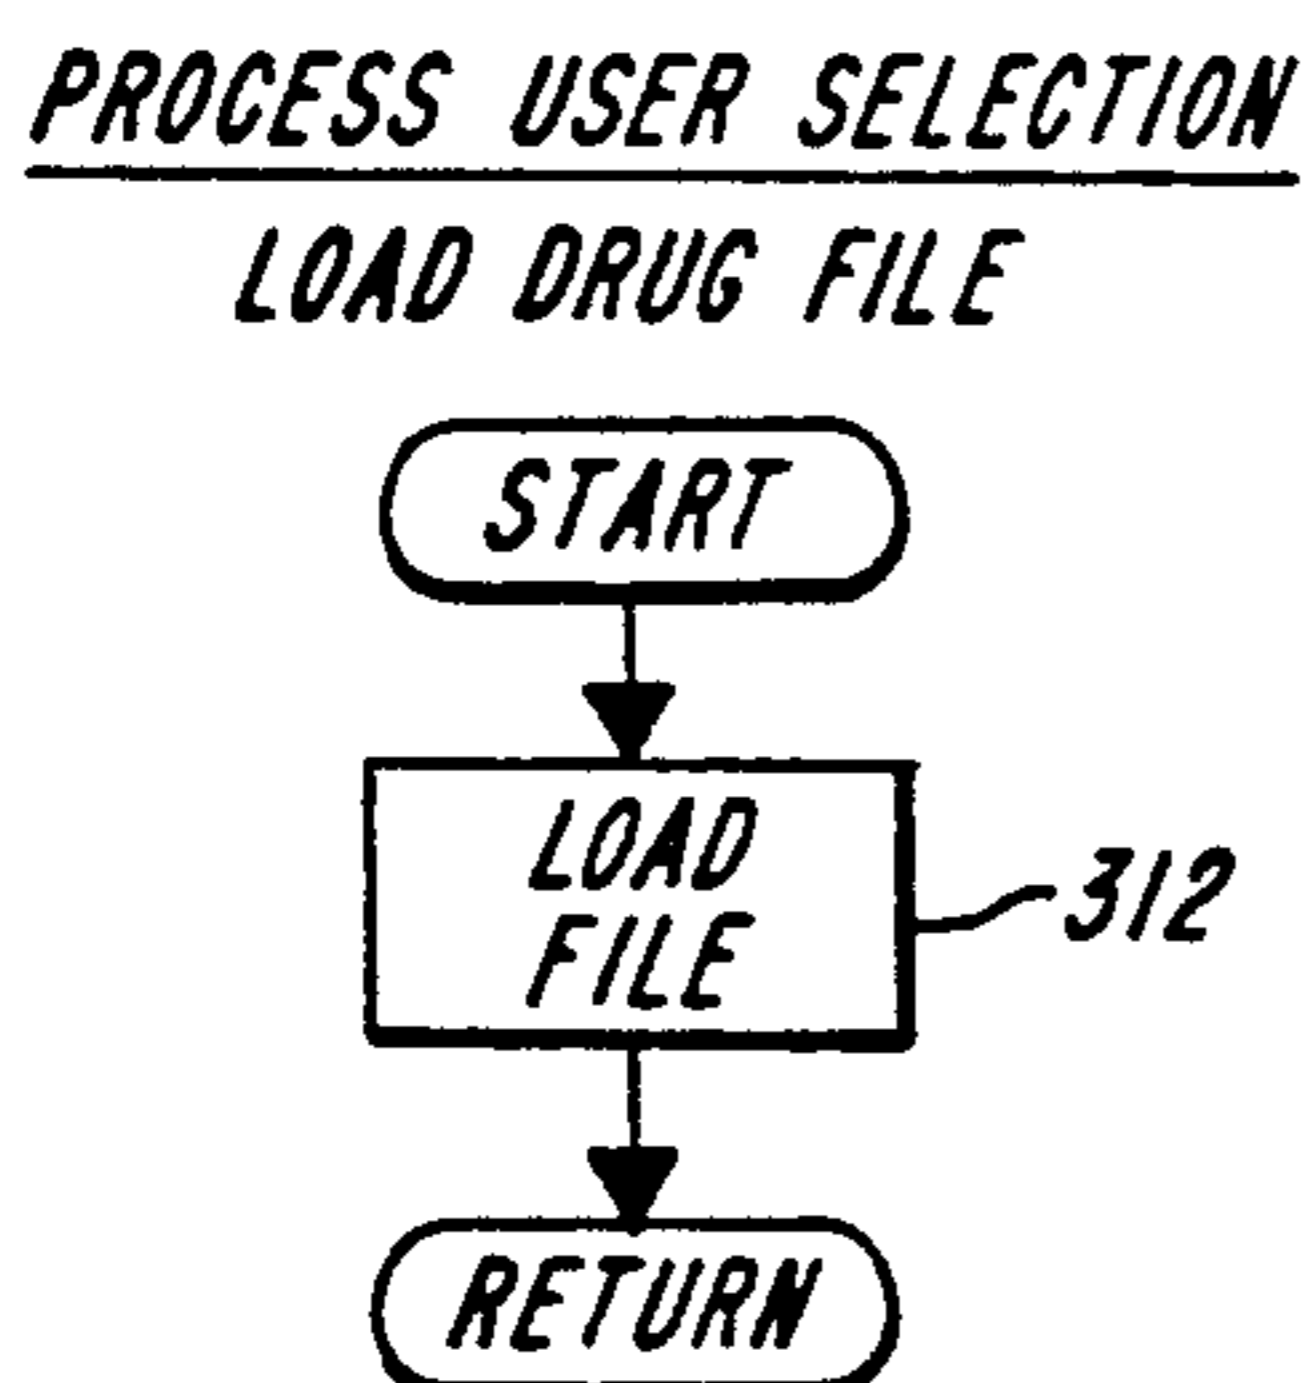 PROCESS USER SELECTION
LOAD DRUG FILE
START
LOAD
FILE
312
RETURN